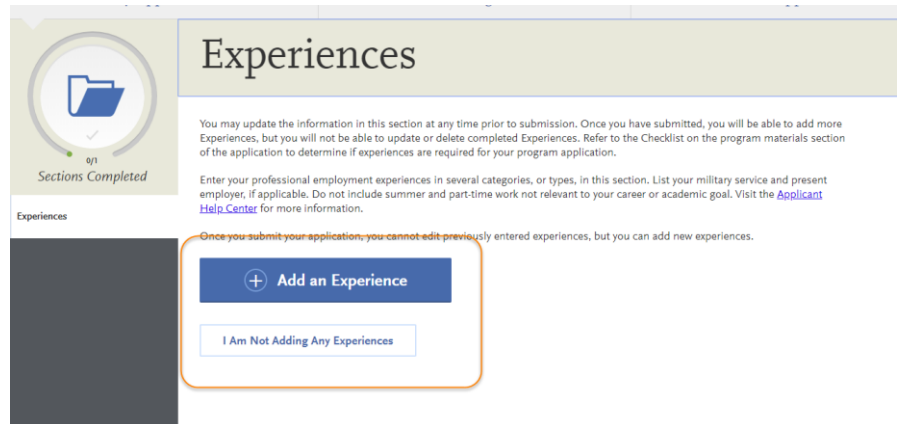 Experiences
0/1
Sections Completed
Experiences
You may update the information in this section at any time prior to submission. Once you have submitted, you will be able to add more
Experiences, but you will not be able to update or delete completed Experiences. Refer to the Checklist on the program materials section
of the application to determine if experiences are required for your program application.
Enter your professional employment experiences in several categories, or types, in this section. List your military service and present
employer, if applicable. Do not include summer and part-time work not relevant to your career or academic goal. Visit the Applicant
Help Center for more information.
Once you submit your application, you cannot edit previously entered experiences, but you can add new experiences.
Add an Experience
I Am Not Adding Any Experiences